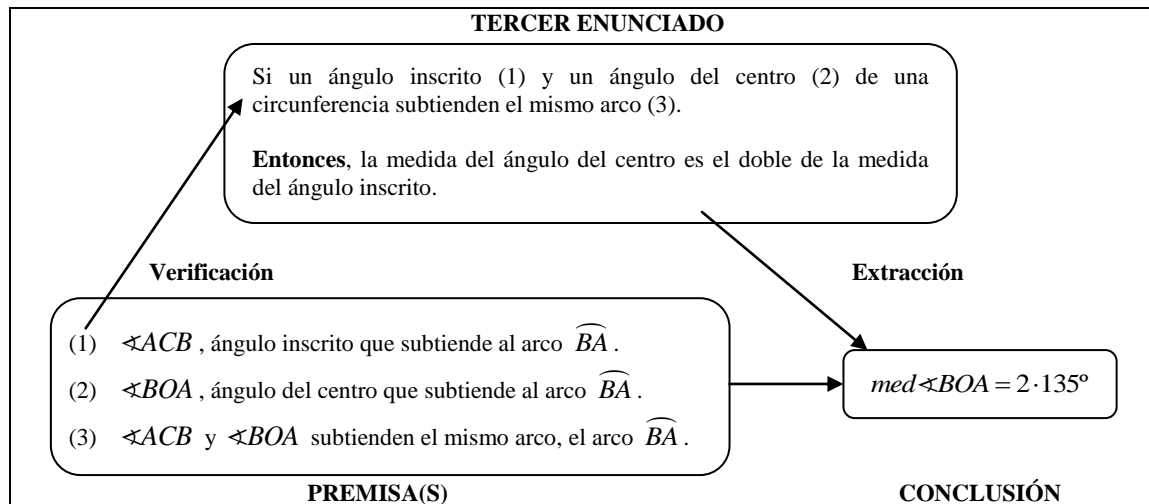 TERCER ENUNCIADO
Si un ángulo inscrito (1) y un ángulo del centro (2) de una
circunferencia subtienden el mismo arco (3).
Entonces, la medida del ángulo del centro es el doble de la medida
del ángulo inscrito.
Verificación
Extracción
(1) ∢ACB , ángulo inscrito que subtiende al arco B͡A .
(2) ∢BOA , ángulo del centro que subtiende al arco B͡A .
(3) ∢ACB y ∢BOA subtienden el mismo arco, el arco B͡A .
med∢BOA = 2·135º
PREMISA(S)
CONCLUSIÓN